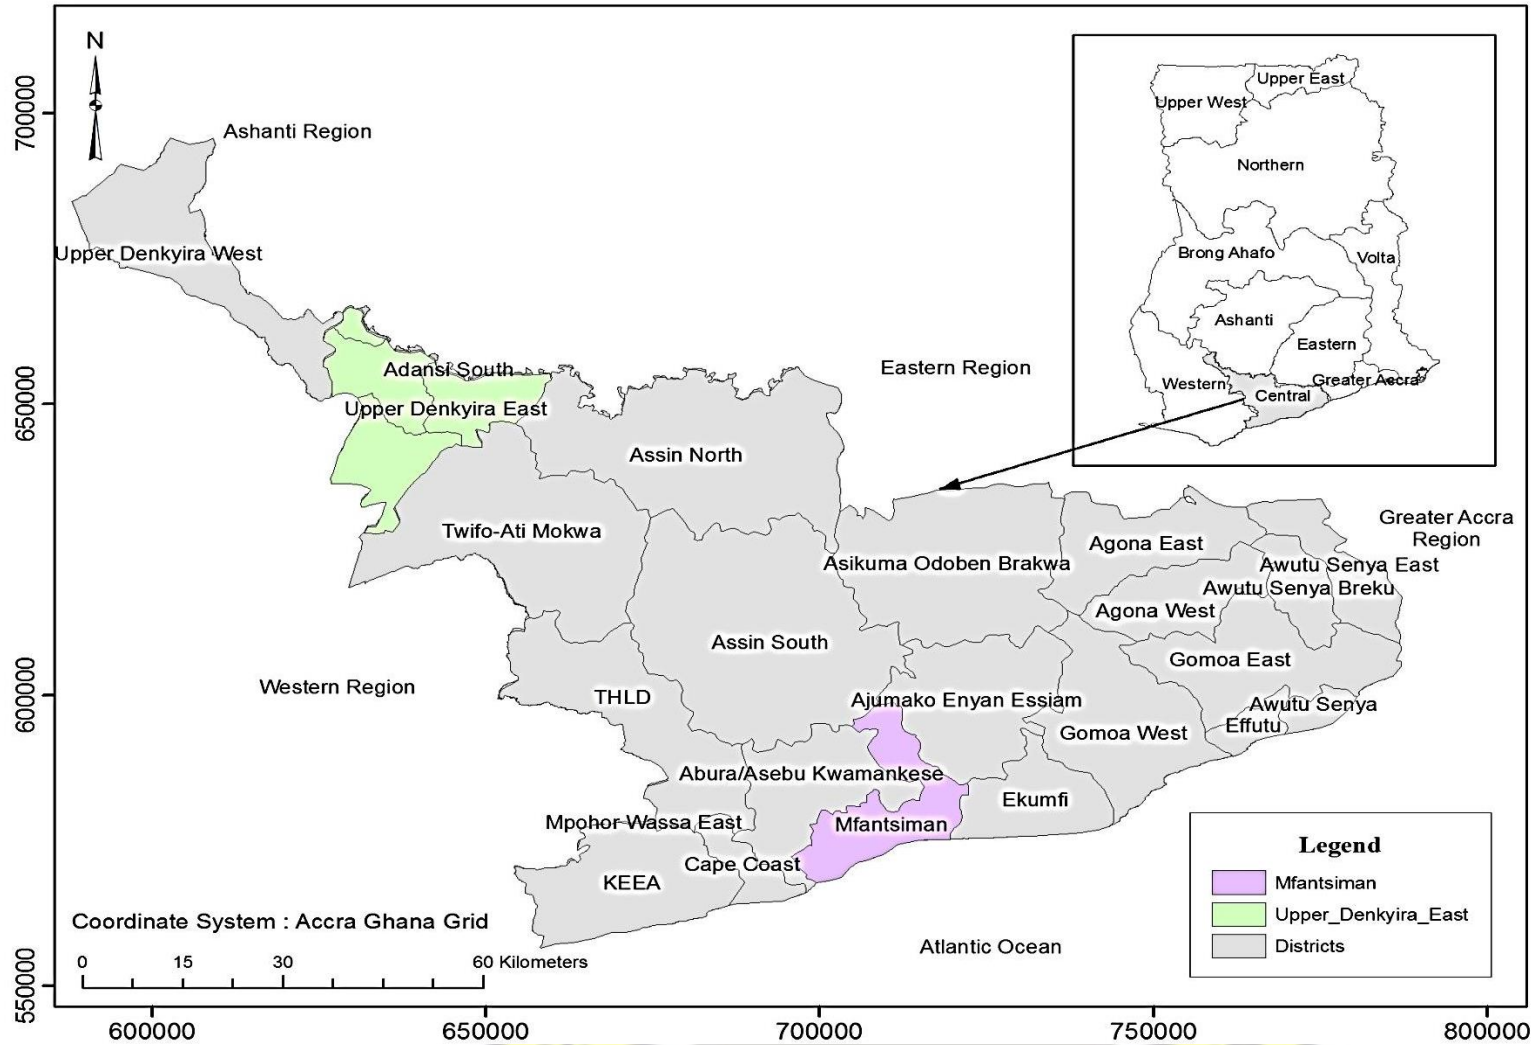 N
700000
650000
600000
550000
Ashanti Region
Upper Denkyira West
Adansi South
Upper Denkyira East
Eastern Region
Assin North
Twifo-Ati Mokwa
Asikuma Odoben Brakwa
Agona East
Greater Accra
Region
Awutu Senya East
Awutu Senya Breku
Agona West
Assin South
Gomoa East
Western Region
THLD
Ajumako Enyan Essiam
Awutu Senya
Effutu
Gomoa West
Abura/Asebu Kwamankese
Ekumfi
Mpohor Wassa East
Mfantsiman
Cape Coast
KEEA
Atlantic Ocean
Upper East
Upper West
Northern
Brong Ahafo
Volta
Ashanti
Eastern
Western
Greater Accra
Central
Legend
Mfantsiman
Upper_Denkyira_East
Districts
Coordinate System : Accra Ghana Grid
0 15 30 60 Kilometers
600000 650000 700000 750000 800000